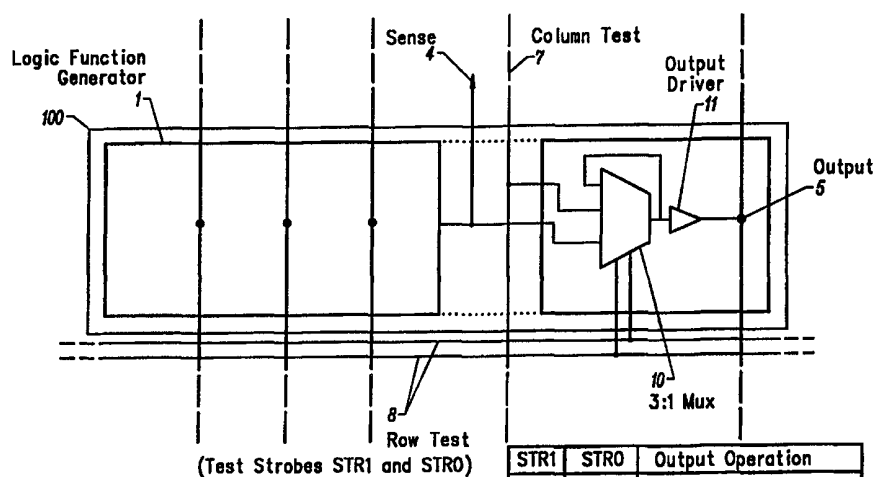 Sense
4
Column Test
7
Logic Function
Generator
1
Output
Driver
11
100
Output
5
10
3:1 Mux
8
Row Test
(Test Strobes STR1 and STR0)
STR1 STR0 Output Operation